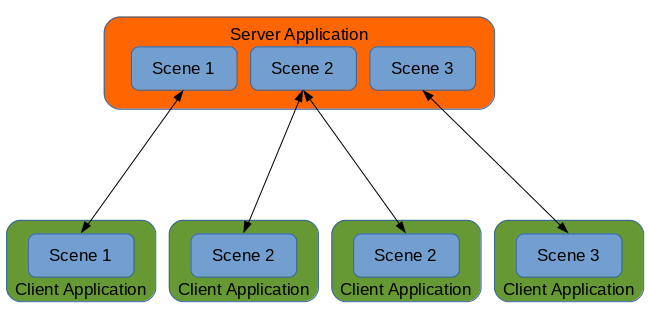 Server Application
Scene 1
Scene 2
Scene 3
Scene 1
Scene 2
Scene 2
Scene 3
Client Application
Client Application
Client Application
Client Application